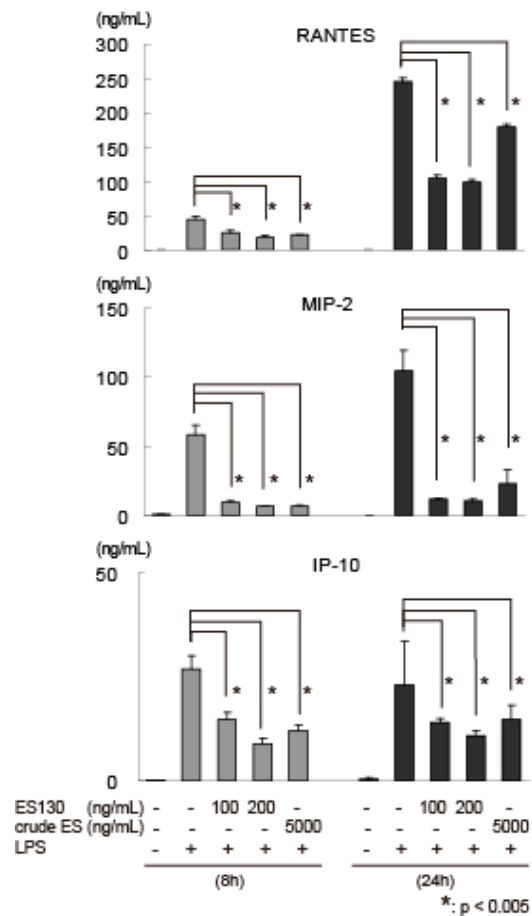 (ng/mL)
RANTES
300
250
200
150
100
50
0
* * * * * *
(ng/mL)
MIP-2
150
100
50
0
* * * * * *
(ng/mL)
IP-10
50
0
* * * * * *
ES130 (ng/mL) - - 100 200 - - - 100 200 -
crude ES (ng/mL) - - - - 5000 - - - - 5000
LPS - + + + + - + + + +
(8h) (24h)
*: p < 0.005